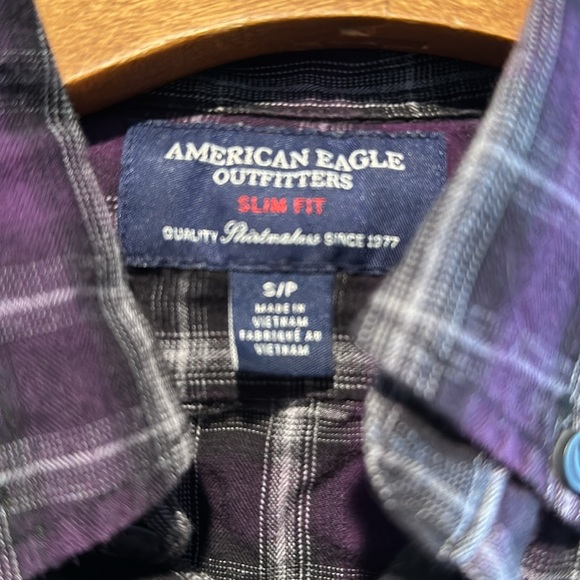 AMERICAN EAGLE
OUTFITTERS
SLIM FIT
QUALITY Shirtmakers SINCE 1977
S/P
MADE IN
VIETNAM
FABRIQUÉ AU
VIETNAM